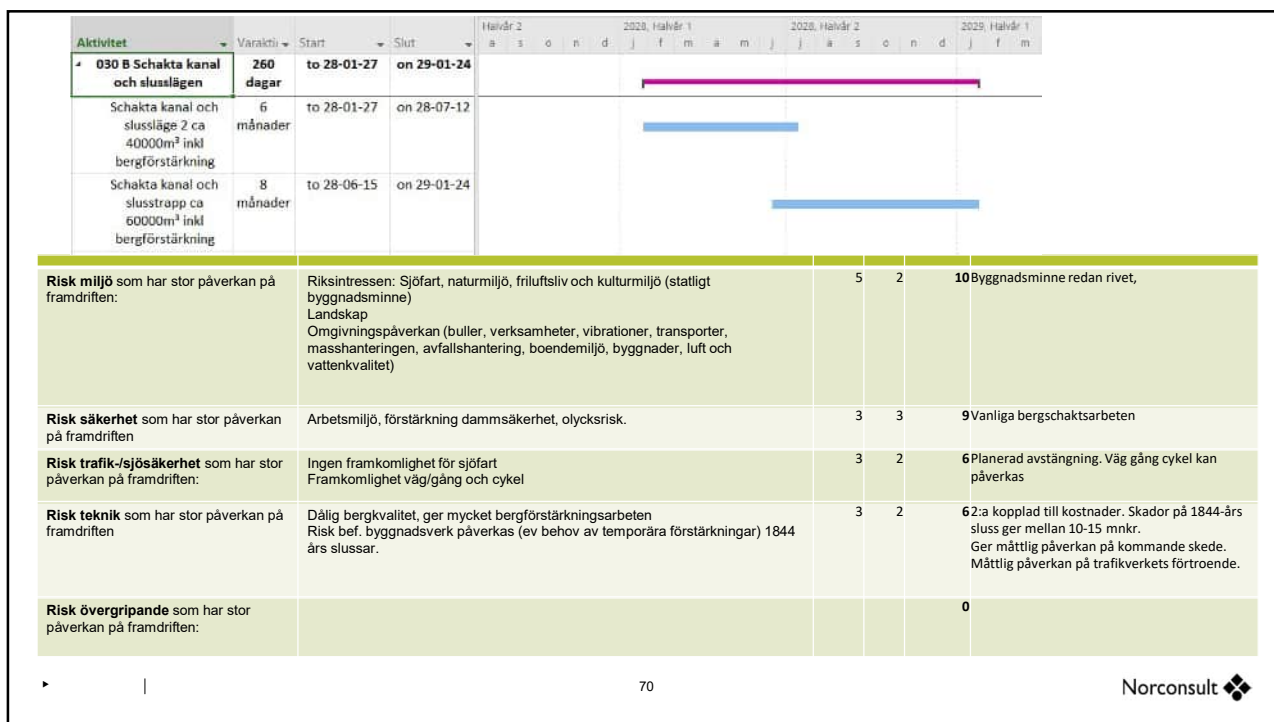 Halvår 2 2028, Halvår 1 2028, Halvår 2 2029, Halvår 1
Aktivitet Varaktii Start Slut a s o n d j f m a m j j a s o n d j f m
030 B Schakta kanal 260 to 28-01-27 on 29-01-24
och slusslägen dagar
Schakta kanal och 6 to 28-01-27 on 28-07-12
slussläge 2 ca månader
40000m³ inkl
bergförstärkning
Schakta kanal och 8 to 28-06-15 on 29-01-24
slusstrapp ca månader
60000m³ inkl
bergförstärkning
Risk miljö som har stor påverkan på
framdriften:
Riksintressen: Sjöfart, naturmiljö, friluftsliv och kulturmiljö (statligt
byggnadsminne)
Landskap
Omgivningspåverkan (buller, verksamheter, vibrationer, transporter,
masshanteringen, avfallshantering, boendemiljö, byggnader, luft och
vattenkvalitet)
5 2 10 Byggnadsminne redan rivet,
Risk säkerhet som har stor påverkan
på framdriften
Arbetsmiljö, förstärkning dammsäkerhet, olycksrisk.
3 3 9 Vanliga bergschaktsarbeten
Risk trafik-/sjösäkerhet som har stor
påverkan på framdriften:
Ingen framkomlighet för sjöfart
Framkomlighet väg/gång och cykel
3 2 6 Planerad avstängning. Väg gång cykel kan
påverkas
Risk teknik som har stor påverkan på
framdriften
Dålig bergkvalitet, ger mycket bergförstärkningsarbeten
Risk bef. byggnadsverk påverkas (ev behov av temporära förstärkningar) 1844
års slussar.
3 2 6 2:a kopplad till kostnader. Skador på 1844-års
sluss ger mellan 10-15 mnkr.
Ger måttlig påverkan på kommande skede.
Måttlig påverkan på trafikverkets förtroende.
Risk övergripande som har stor
påverkan på framdriften:
0
70
Norconsult